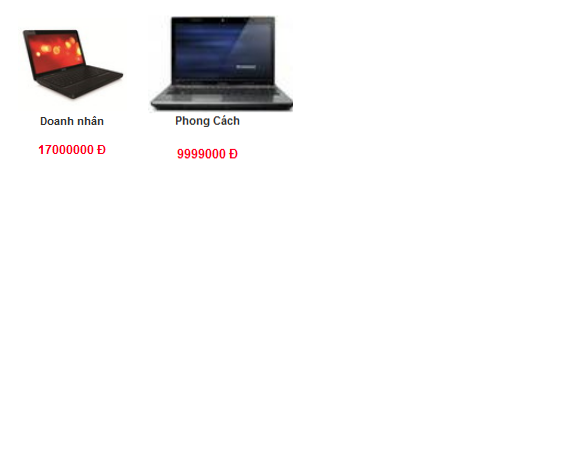 Doanh nhân
17000000 Đ
Phong Cách
9999000 Đ